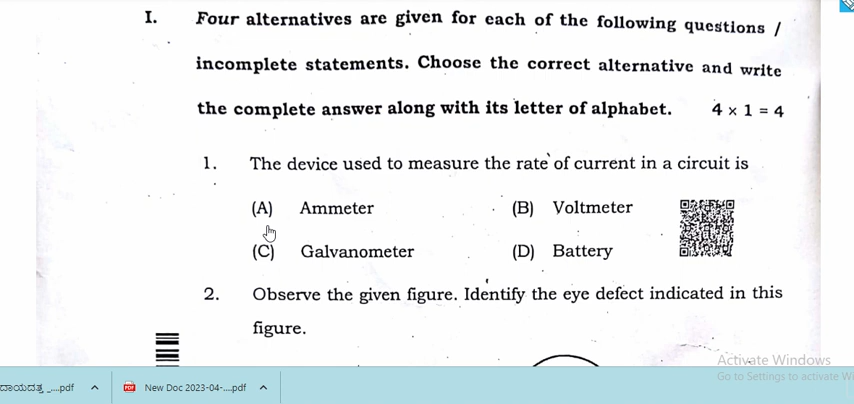 I. Four alternatives are given for each of the following questions /
incomplete statements. Choose the correct alternative and write
the complete answer along with its letter of alphabet. 4 × 1 = 4
1. The device used to measure the rate of current in a circuit is
(A) Ammeter (B) Voltmeter
(C) Galvanometer (D) Battery
2. Observe the given figure. Identify the eye defect indicated in this
figure.
Activate Windows
Go to Settings to activate W
ದಾಯದತ್ತ _....pdf New Doc 2023-04-....pdf